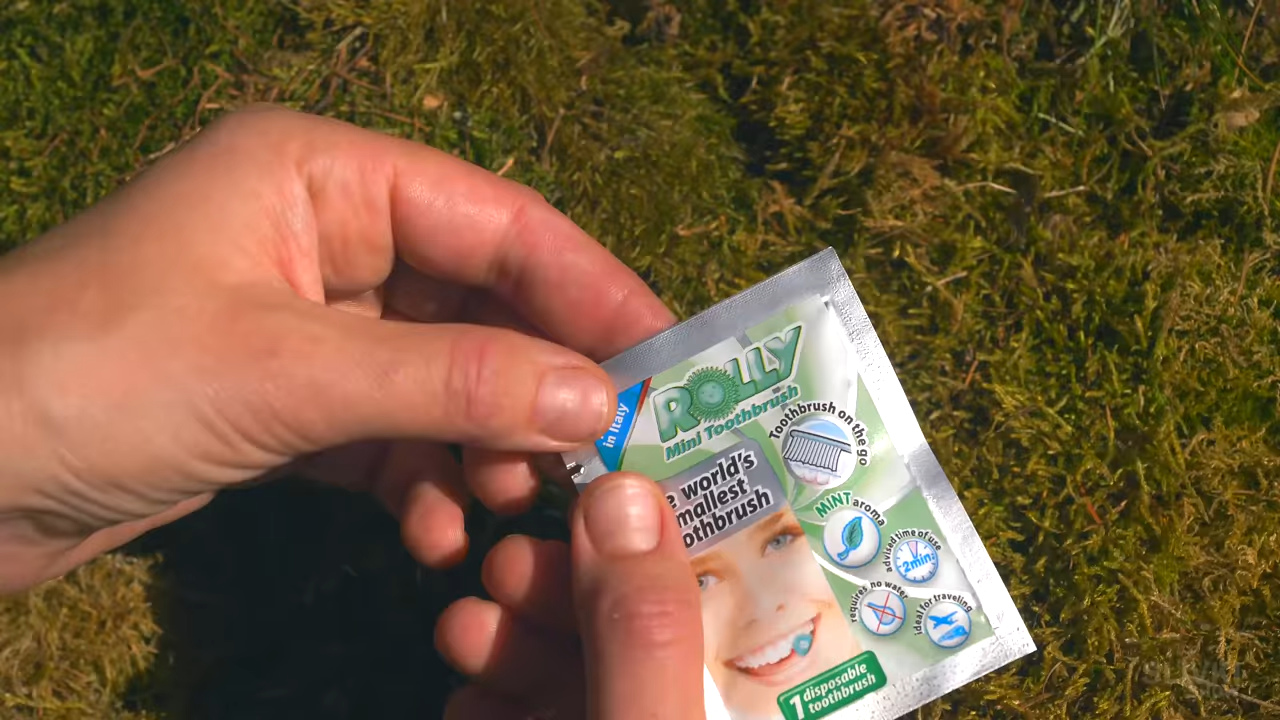 in Italy
ROLLY
Mini Toothbrush
Toothbrush on the go
world's
othbrush
MiNT aroma
advised time of use
2min.
requires no water
ideal for traveling
1 disposable
toothbrush